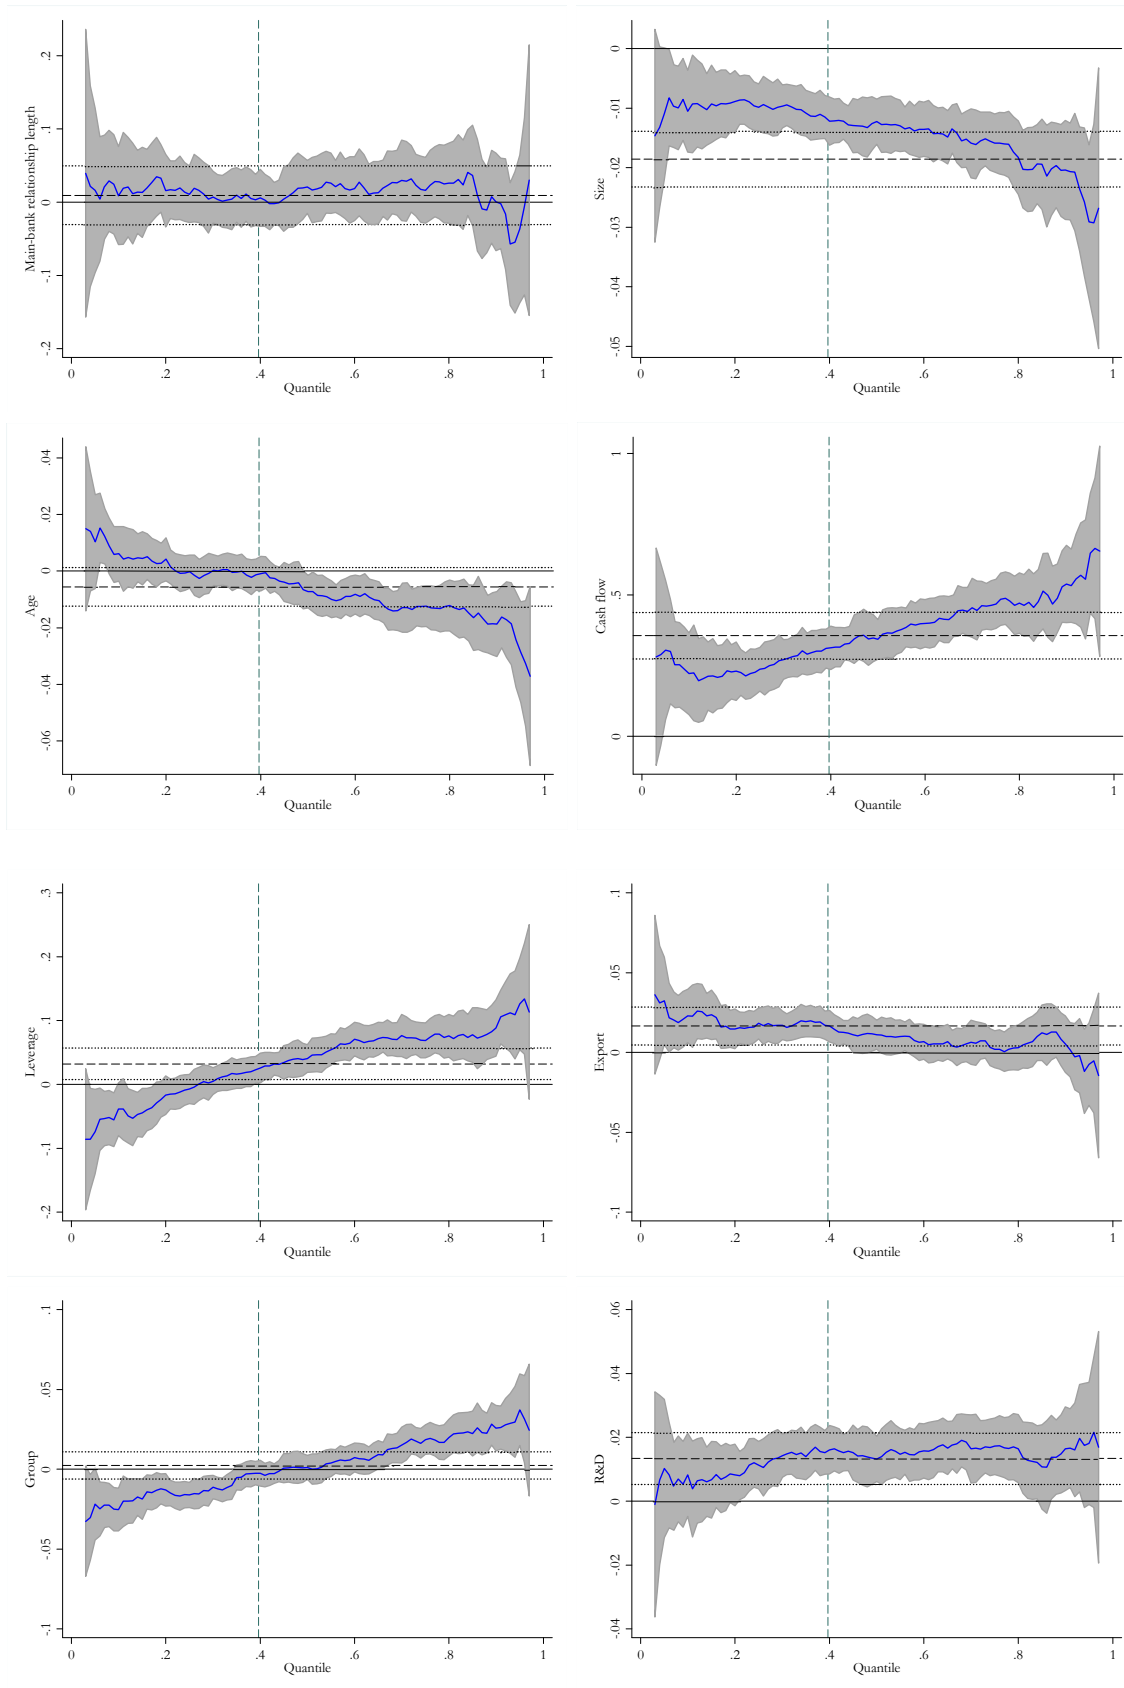 Main-bank relationship length
.2
.1
0
-.1
-.2
0 .2 .4 .6 .8 1
Quantile
Size
0
-.01
-.02
-.03
-.04
-.05
0 .2 .4 .6 .8 1
Quantile
Age
.04
.02
0
-.02
-.04
-.06
0 .2 .4 .6 .8 1
Quantile
Cash flow
1
.5
0
0 .2 .4 .6 .8 1
Quantile
Leverage
.3
.2
.1
0
-.1
-.2
0 .2 .4 .6 .8 1
Quantile
Export
.1
.05
0
-.05
-.1
0 .2 .4 .6 .8 1
Quantile
Group
.1
.05
0
-.05
-.1
0 .2 .4 .6 .8 1
Quantile
R&D
.06
.04
.02
0
-.02
-.04
0 .2 .4 .6 .8 1
Quantile